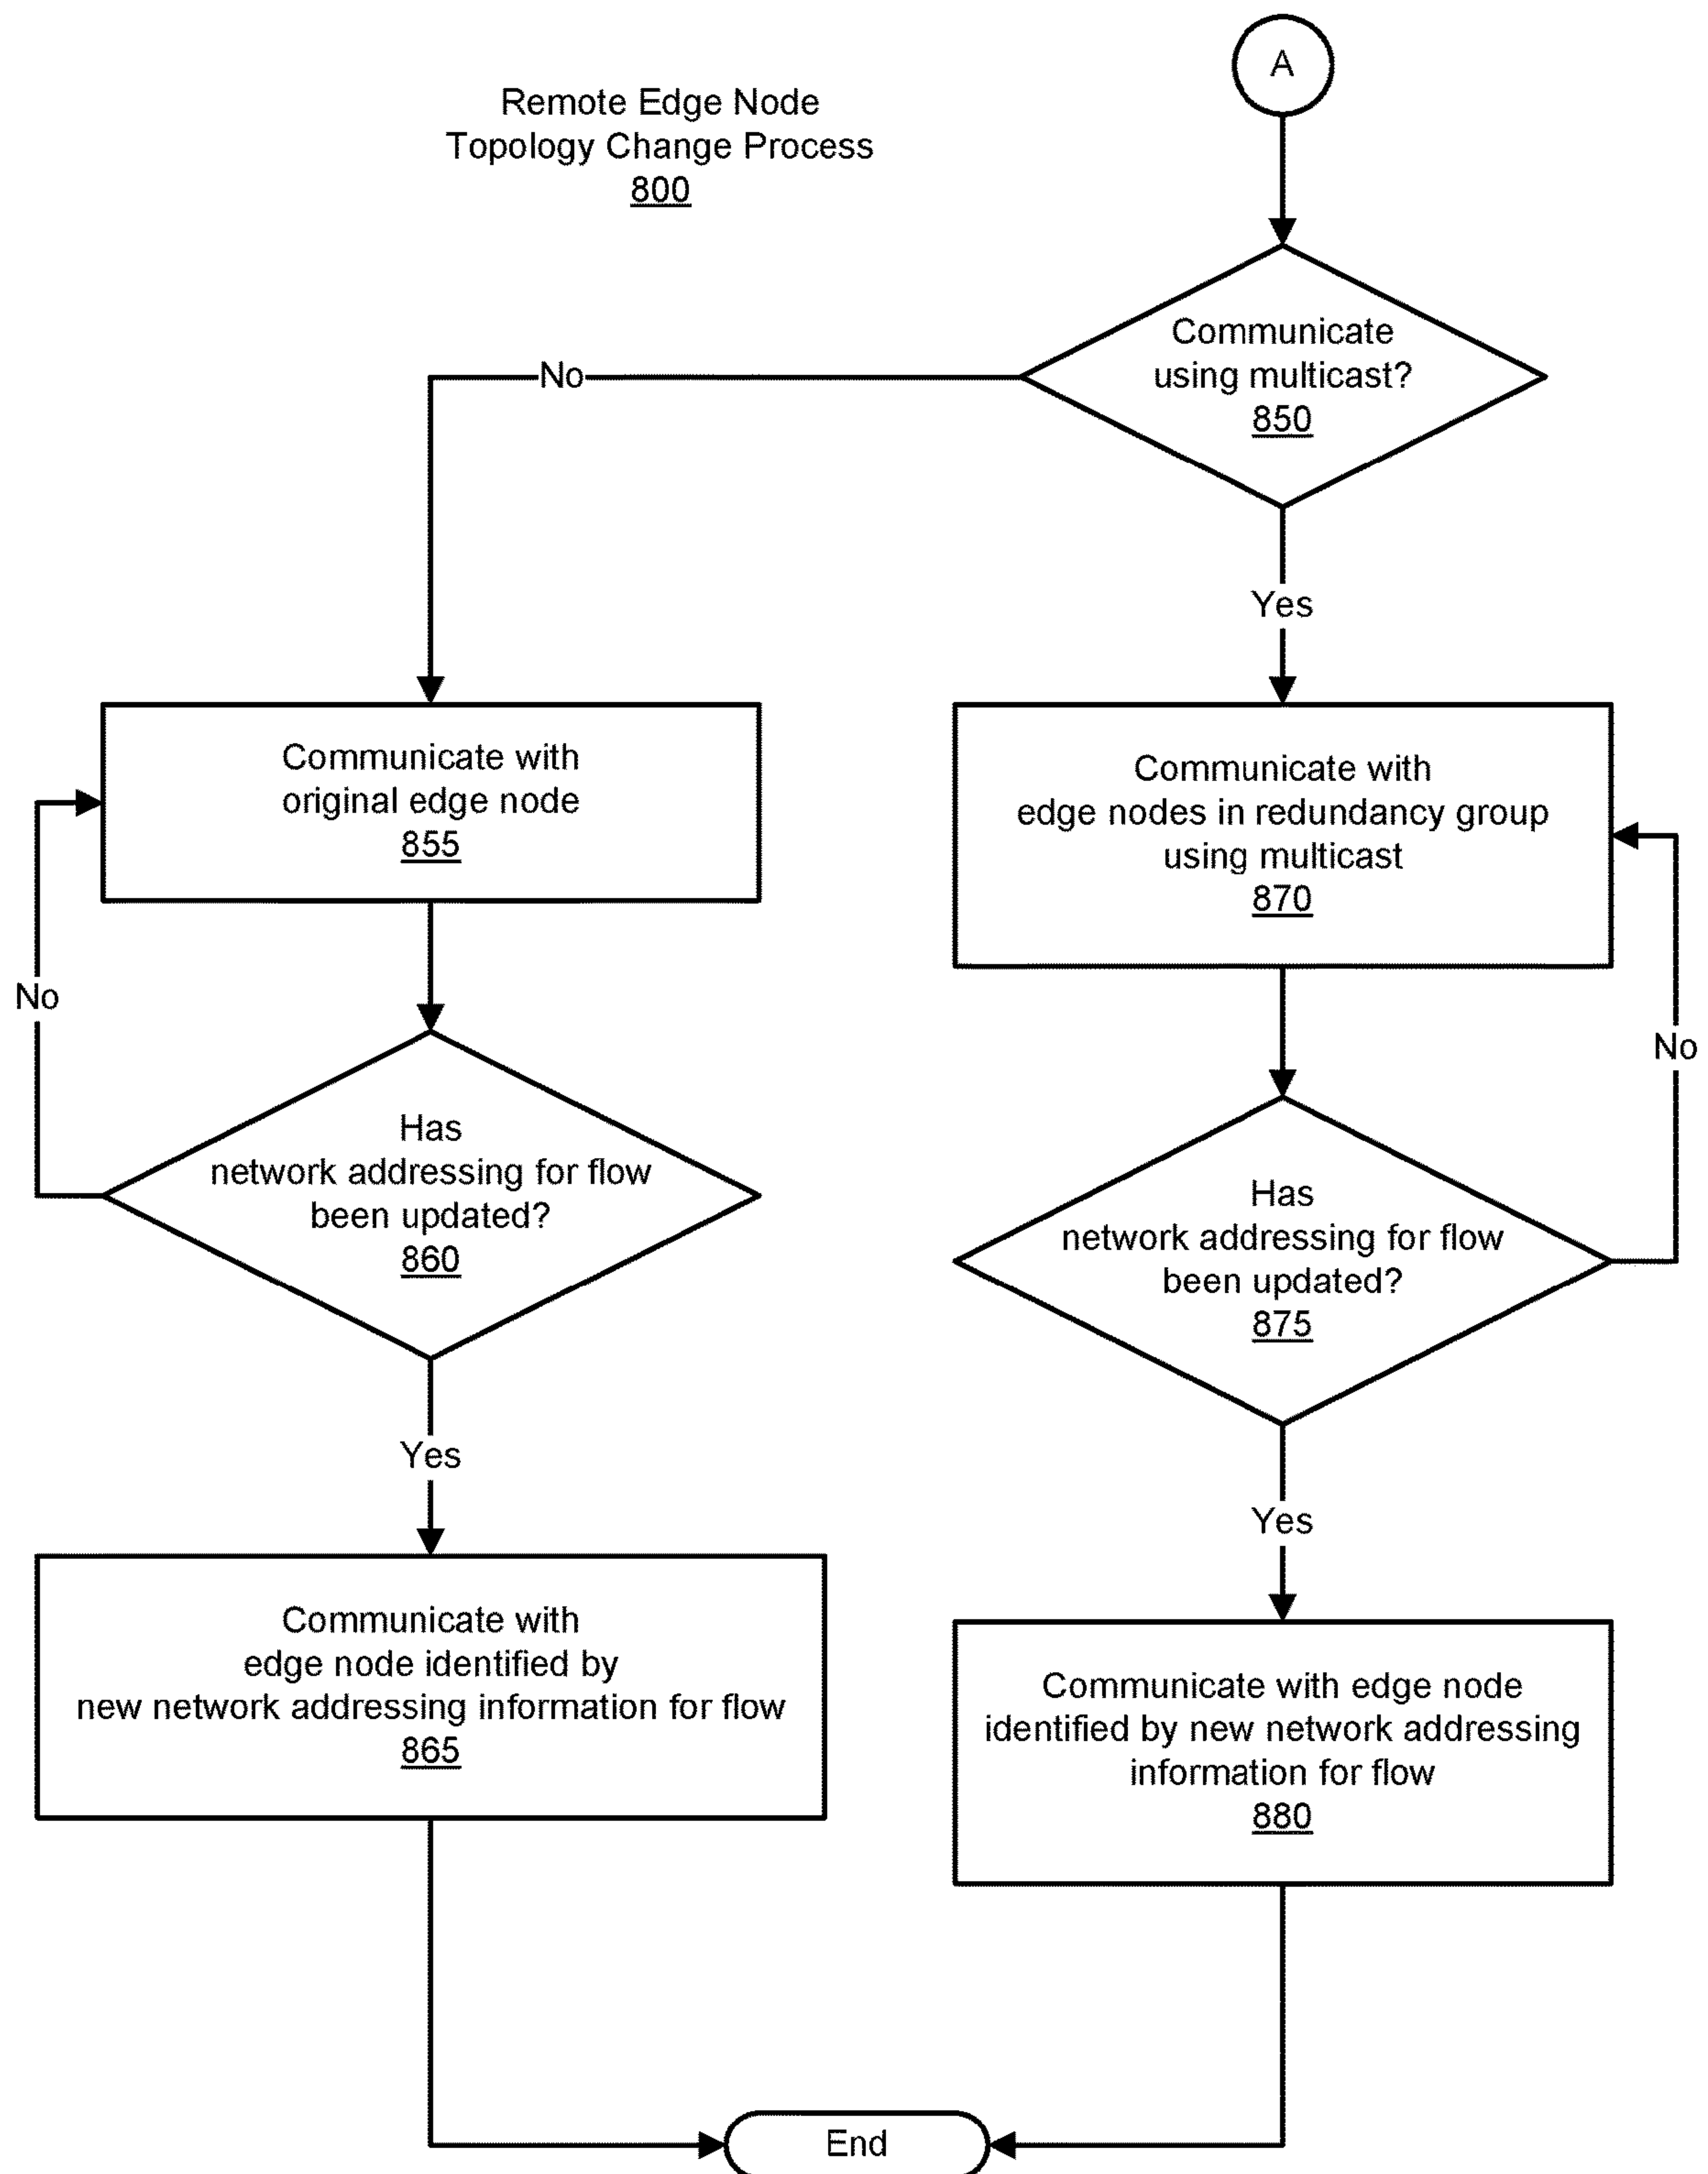 A
Remote Edge Node
Topology Change Process
800
Communicate
using multicast?
850
No
Yes
Communicate with
original edge node
855
Communicate with
edge nodes in redundancy group
using multicast
870
No
No
Has
network addressing for flow
been updated?
860
Has
network addressing for flow
been updated?
875
Yes
Yes
Communicate with
edge node identified by
new network addressing information for flow
865
Communicate with edge node
identified by new network addressing
information for flow
880
End